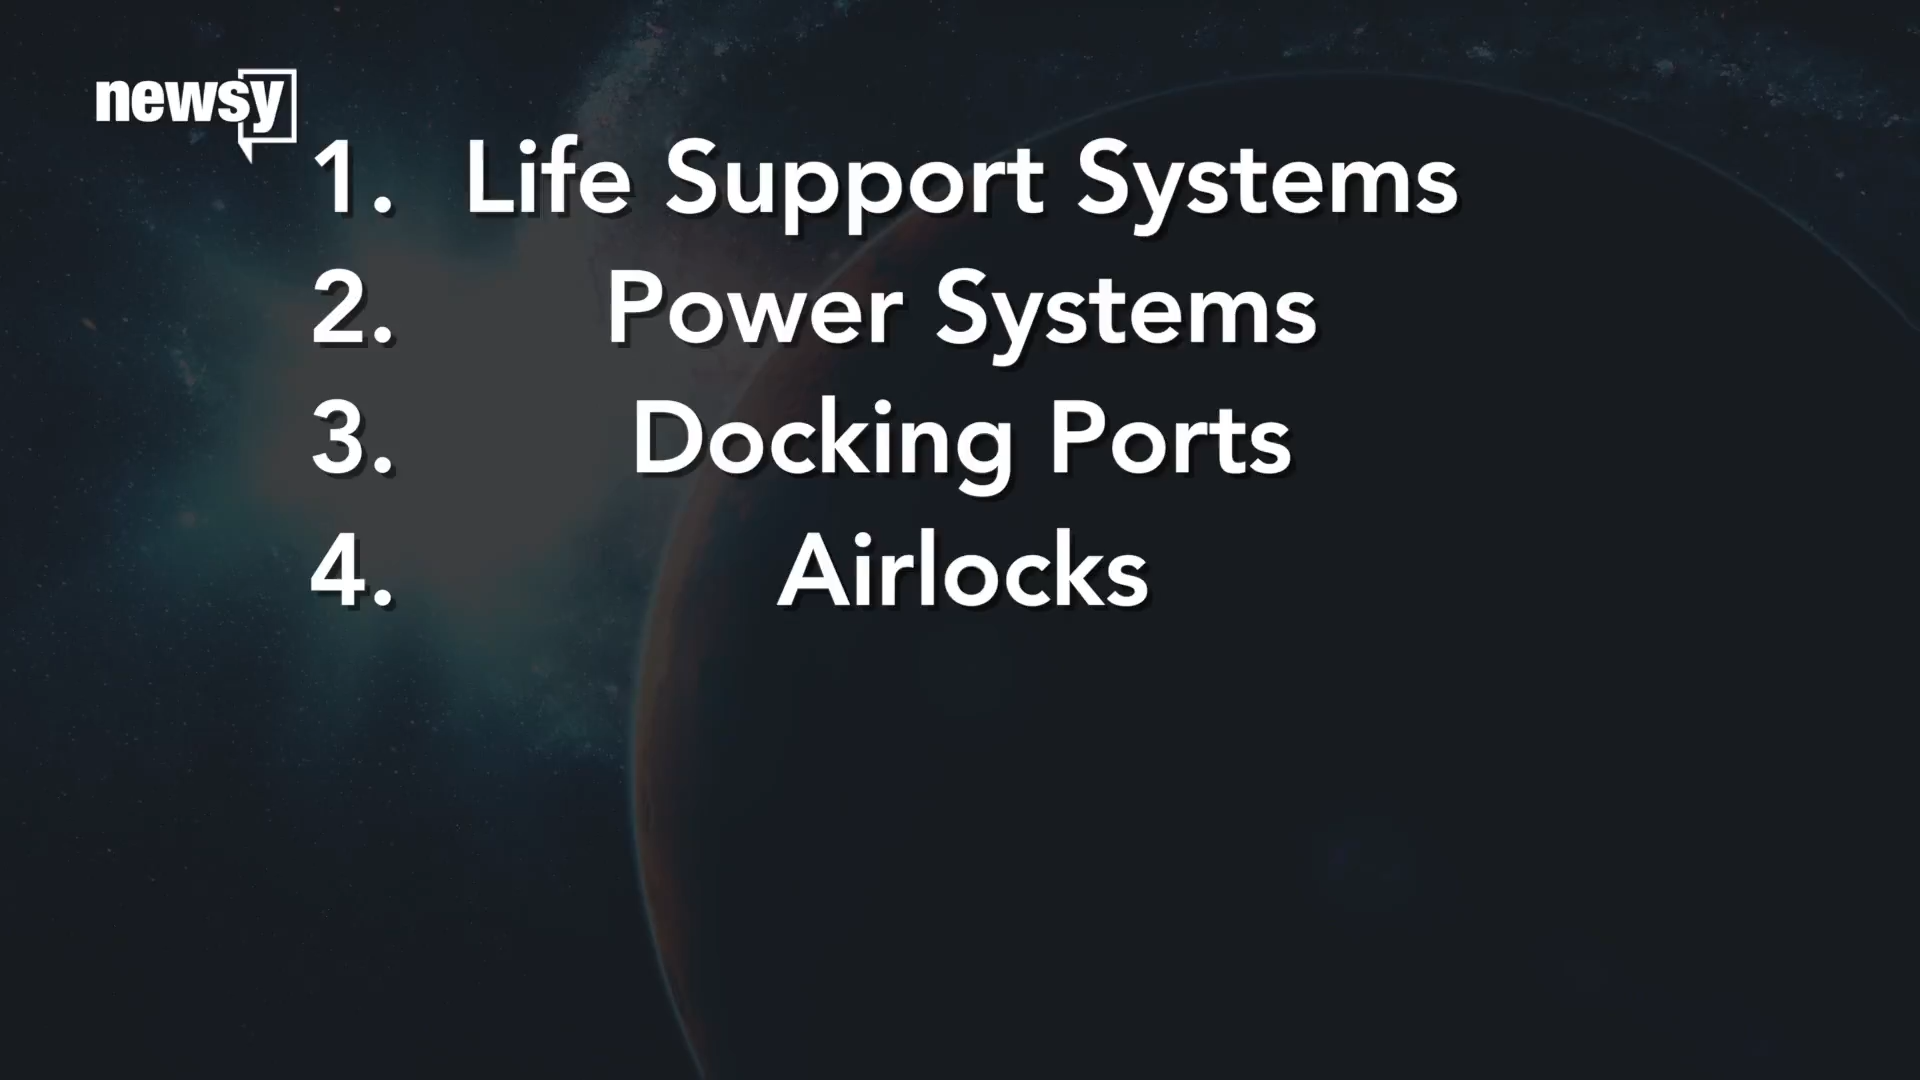 newsy
1. Life Support Systems
2. Power Systems
3. Docking Ports
4. Airlocks